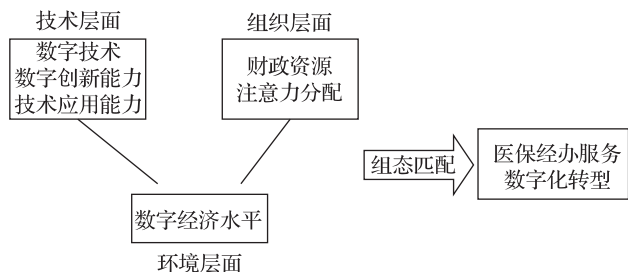 技术层面
数字技术
数字创新能力
技术应用能力
组织层面
财政资源
注意力分配
数字经济水平
环境层面
组态匹配
医保经办服务
数字化转型